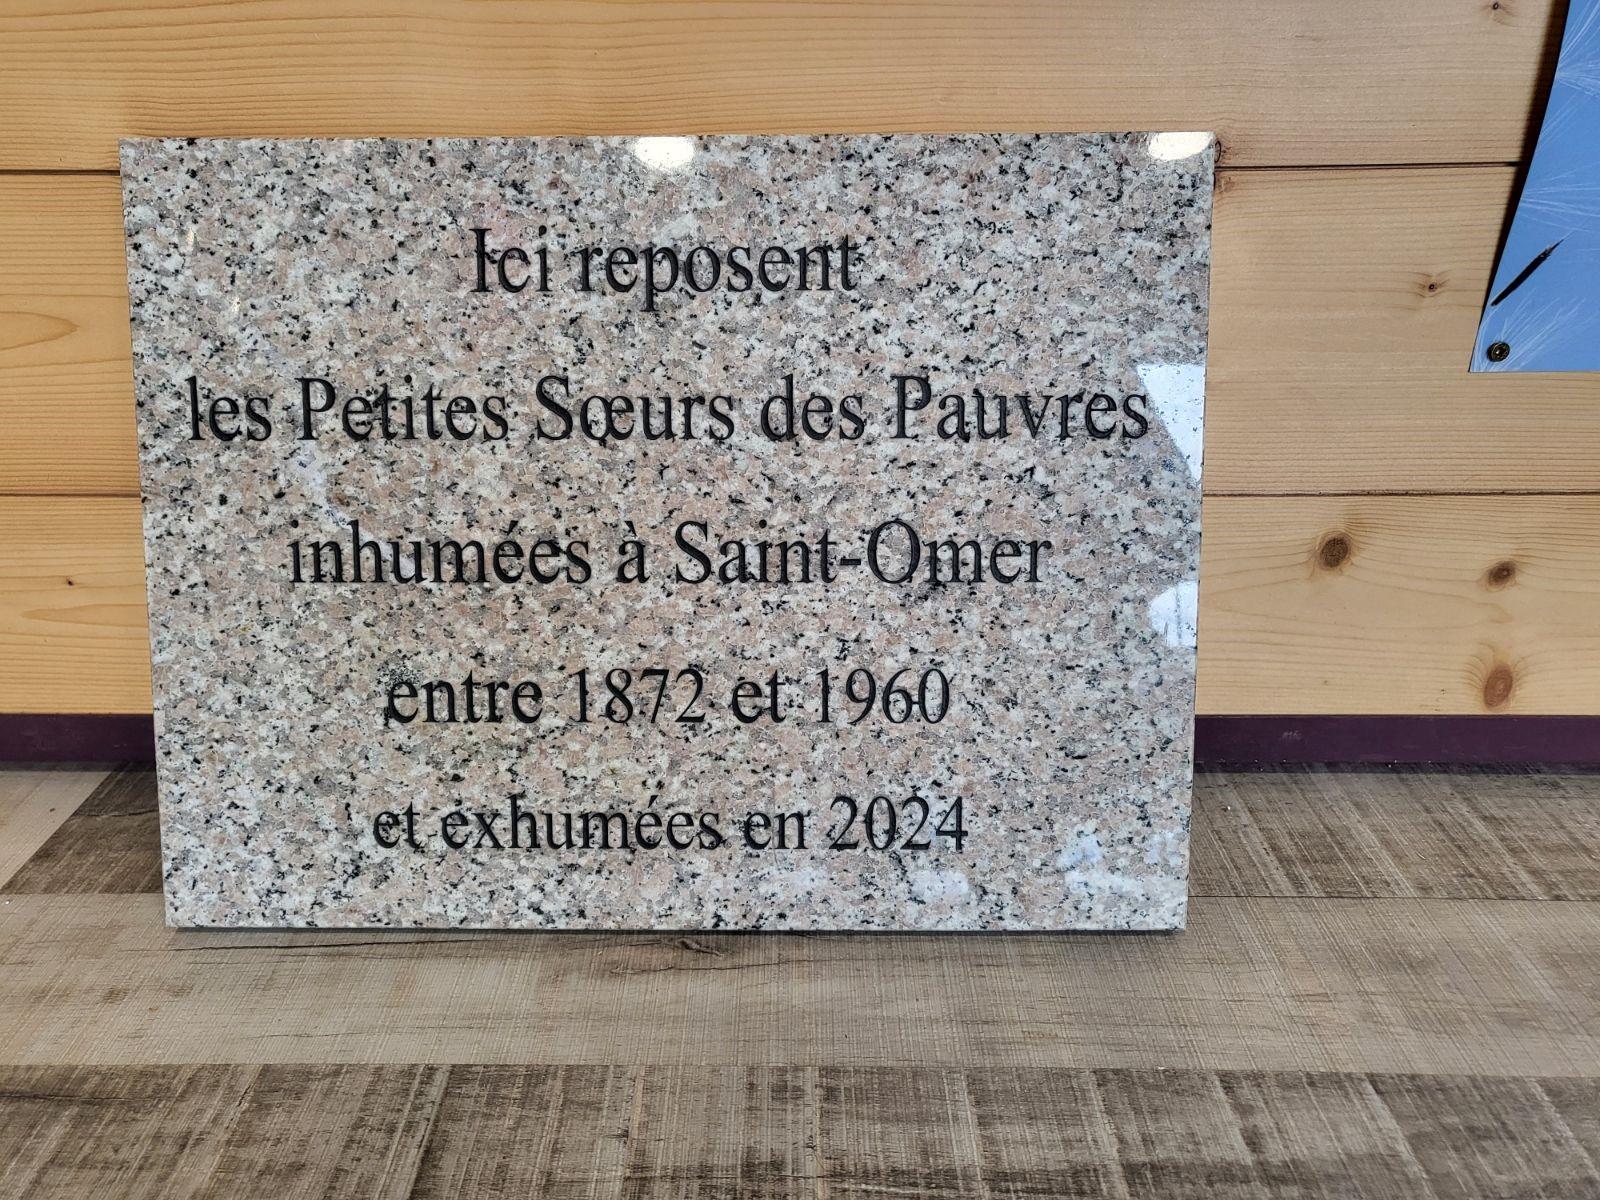 Ici reposent
les Petites Sœurs des Pauvres
inhumées à Saint-Omer
entre 1872 et 1960
et exhumées en 2024